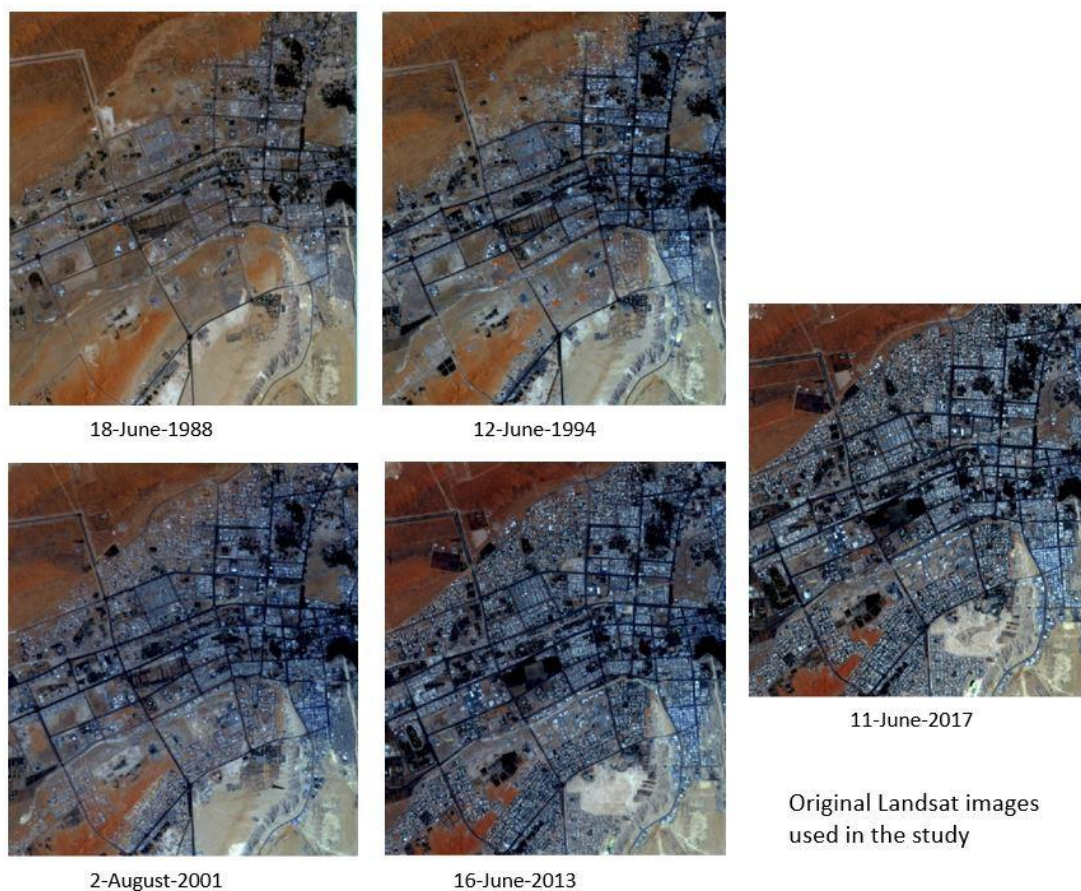 18-June-1988
12-June-1994
11-June-2017
2-August-2001
16-June-2013
Original Landsat images
used in the study